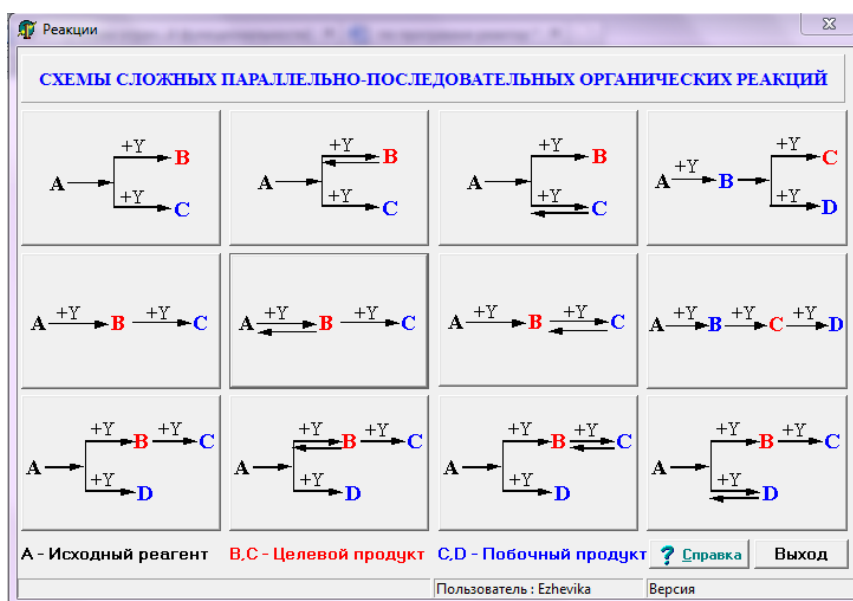 Реакции
СХЕМЫ СЛОЖНЫХ ПАРАЛЛЕЛЬНО-ПОСЛЕДОВАТЕЛЬНЫХ ОРГАНИЧЕСКИХ РЕАКЦИЙ
+Y B +Y B +Y B +Y C
A A A A +Y B
+Y C +Y C +Y C +Y D
A +Y B +Y C A +Y B +Y C A +Y B +Y C A +Y B +Y C +Y D
+Y B +Y C +Y B +Y C +Y B +Y C +Y B +Y C
A A A A
+Y D +Y D +Y D +Y D
А - Исходный реагент В,С - Целевой продукт С,D - Побочный продукт ? Справка Выход
Пользователь : Ezhevika Версия